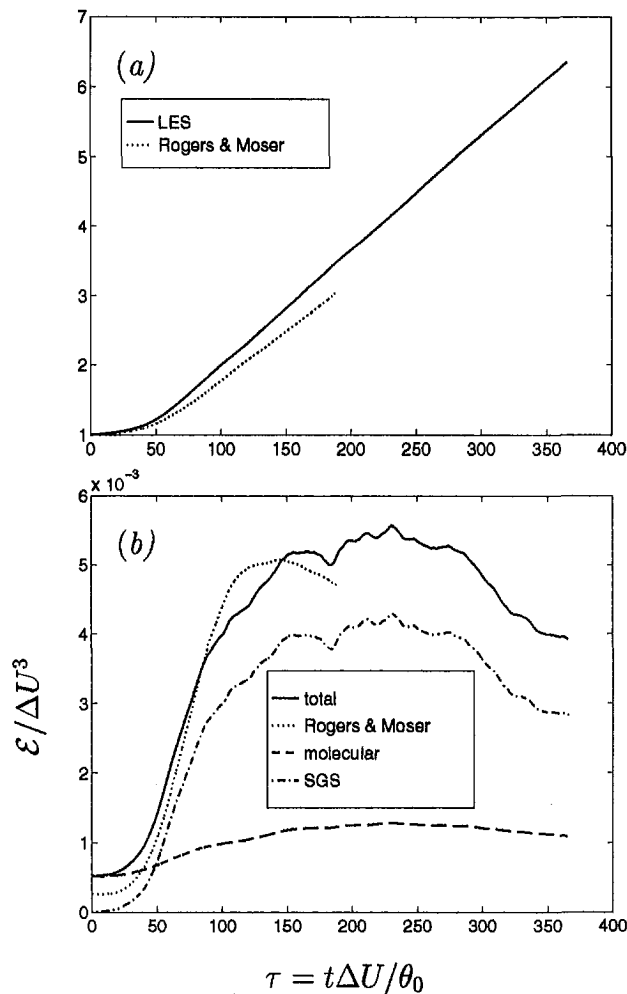 7
6
5
4
3
2
1
(a)
LES
Rogers & Moser
0 50 100 150 200 250 300 350 400
x 10⁻³
6
5
4
3
2
1
0
(b)
total
Rogers & Moser
molecular
SGS
ℰ/ΔU³
0 50 100 150 200 250 300 350 400
τ = tΔU/θ₀